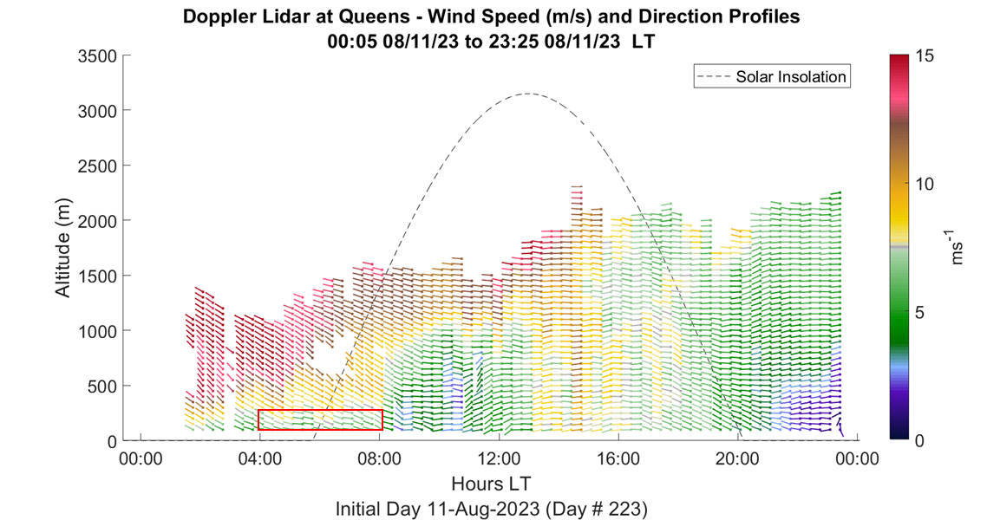 Doppler Lidar at Queens - Wind Speed (m/s) and Direction Profiles
00:05 08/11/23 to 23:25 08/11/23 LT
3500
3000
2500
2000
1500
1000
500
0
Altitude (m)
Solar Insolation
15
10
5
0
ms-1
00:00
04:00
08:00
12:00
16:00
20:00
00:00
Hours LT
Initial Day 11-Aug-2023 (Day # 223)